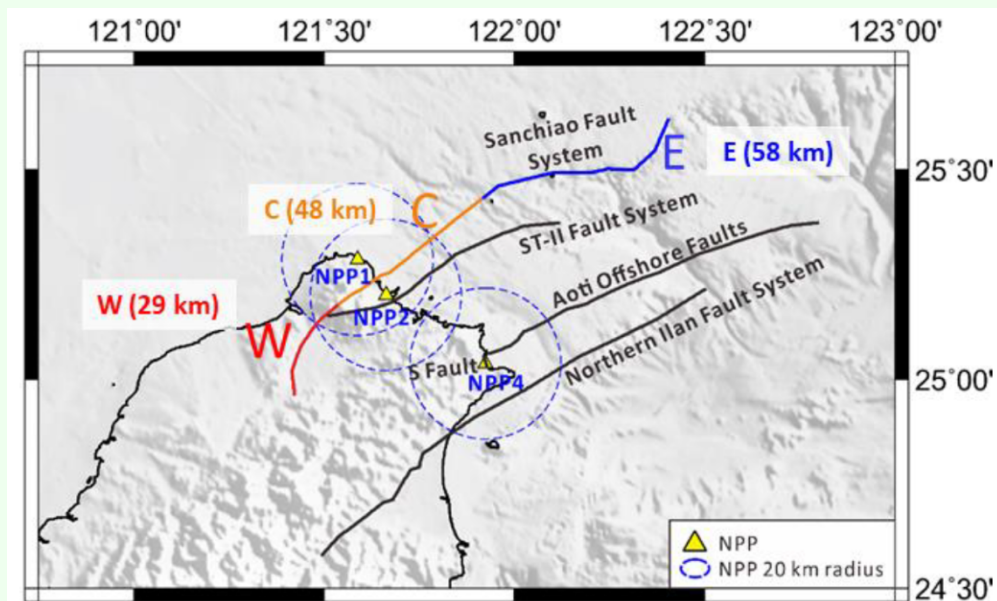 121°00'
121°30'
122°00'
122°30'
123°00'
Sanchiao Fault
System
E
E (58 km)
25°30'
C (48 km)
C
ST-II Fault System
NPP1
Aoti Offshore Faults
W (29 km)
NPP2
Northern Ilan Fault System
W
S Fault
NPP4
25°00'
NPP
NPP 20 km radius
24°30'